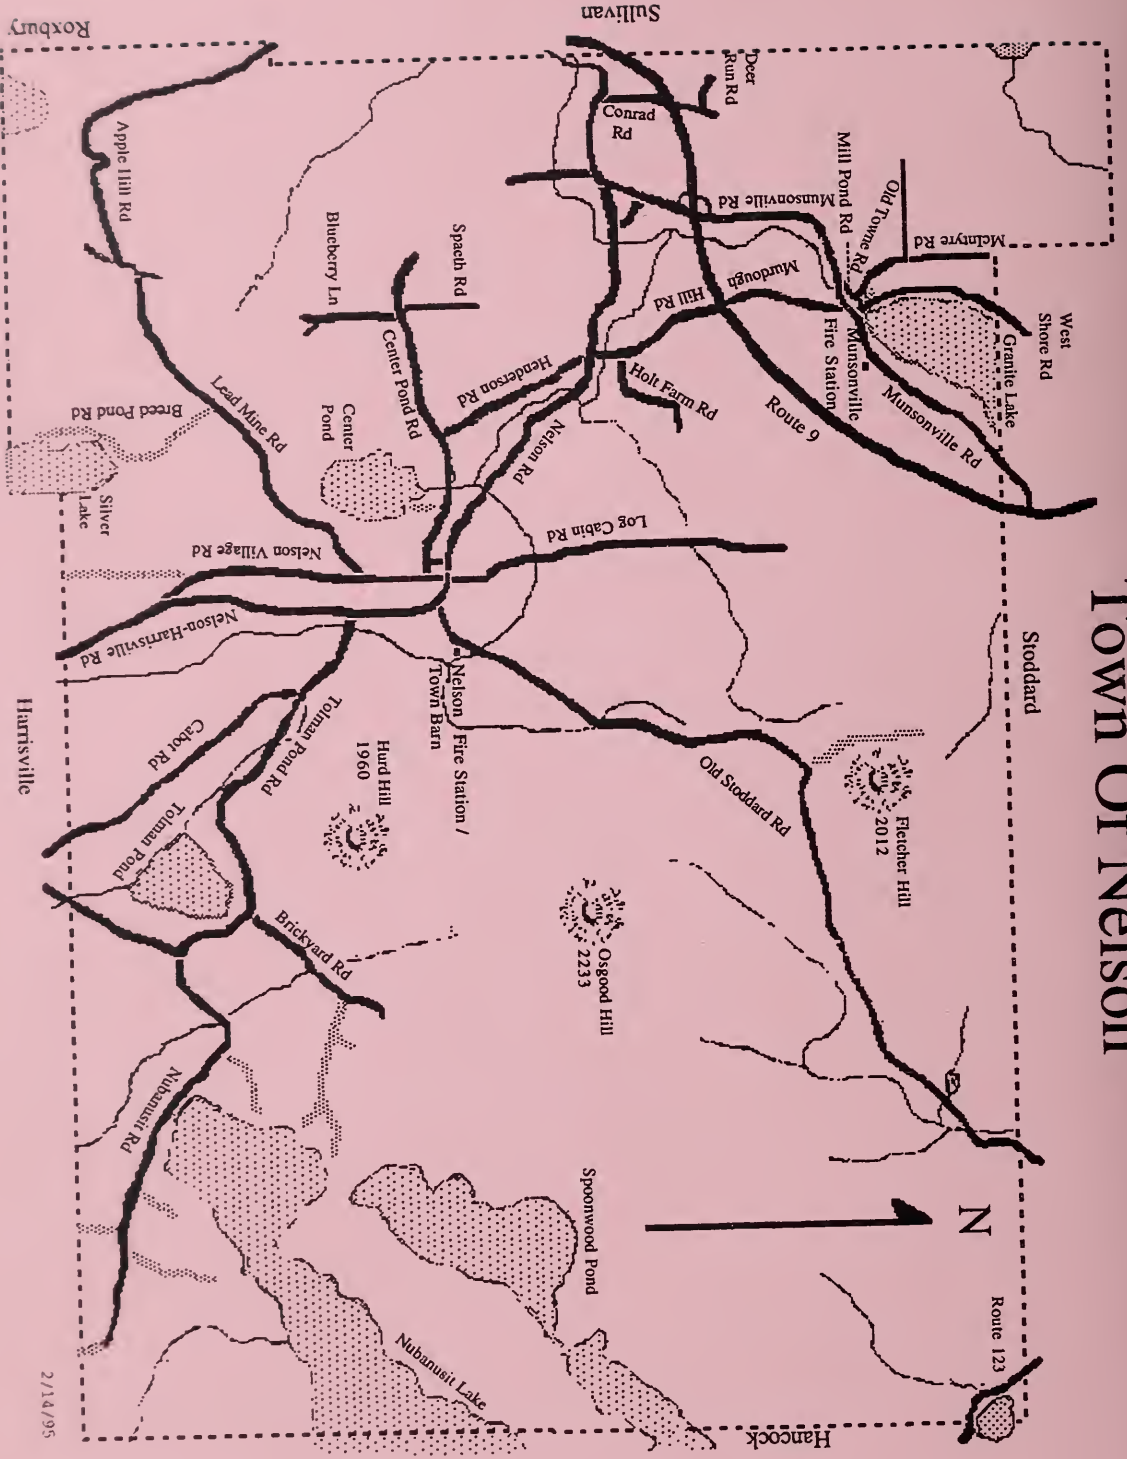 Town Of Nelson
Stoddard
Sullivan
Roxbury
Harrisville
Hancock
N
Route 123
West
Shore Rd
Granite Lake
McIntyre Rd
Old Towne Rd
Mill Pond Rd
Munsonville Rd
Munsonville
Fire Station
Munsonville Rd
Deer
Run Rd
Conrad
Rd
Murdough
Hill Rd
Route 9
Holt Farm Rd
Henderson Rd
Nelson Rd
Log Cabin Rd
Spaeth Rd
Blueberry Ln
Center Pond Rd
Center
Pond
Apple Hill Rd
Lead Mine Rd
Breed Pond Rd
Silver
Lake
Nelson Village Rd
Nelson-Harrisville Rd
Nelson Fire Station /
Town Barn
Old Stoddard Rd
Fletcher Hill
2012
Osgood Hill
2233
Hurd Hill
1960
Tolman Pond Rd
Cabot Rd
Tolman Pond
Brickyard Rd
Nubanusit Rd
Spoonwood Pond
Nubanusit Lake
2/14/95